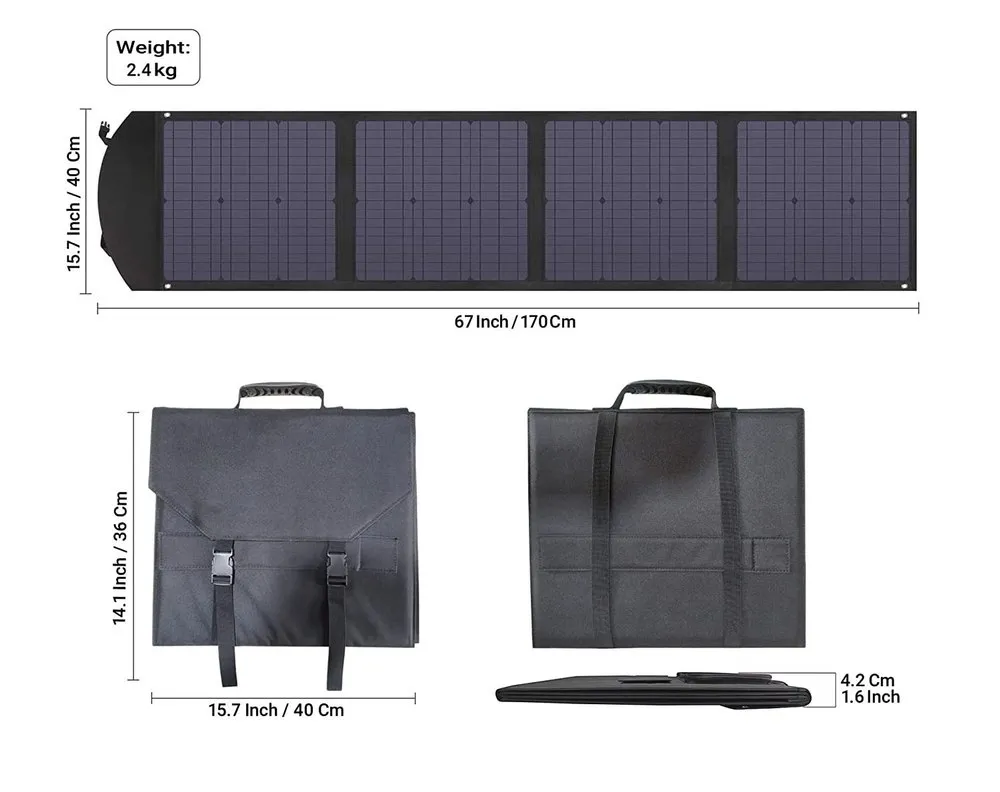 Weight:
2.4kg
15.7 Inch / 40 Cm
67 Inch / 170 Cm
14.1 Inch / 36 Cm
15.7 Inch / 40 Cm
4.2 Cm
1.6 Inch